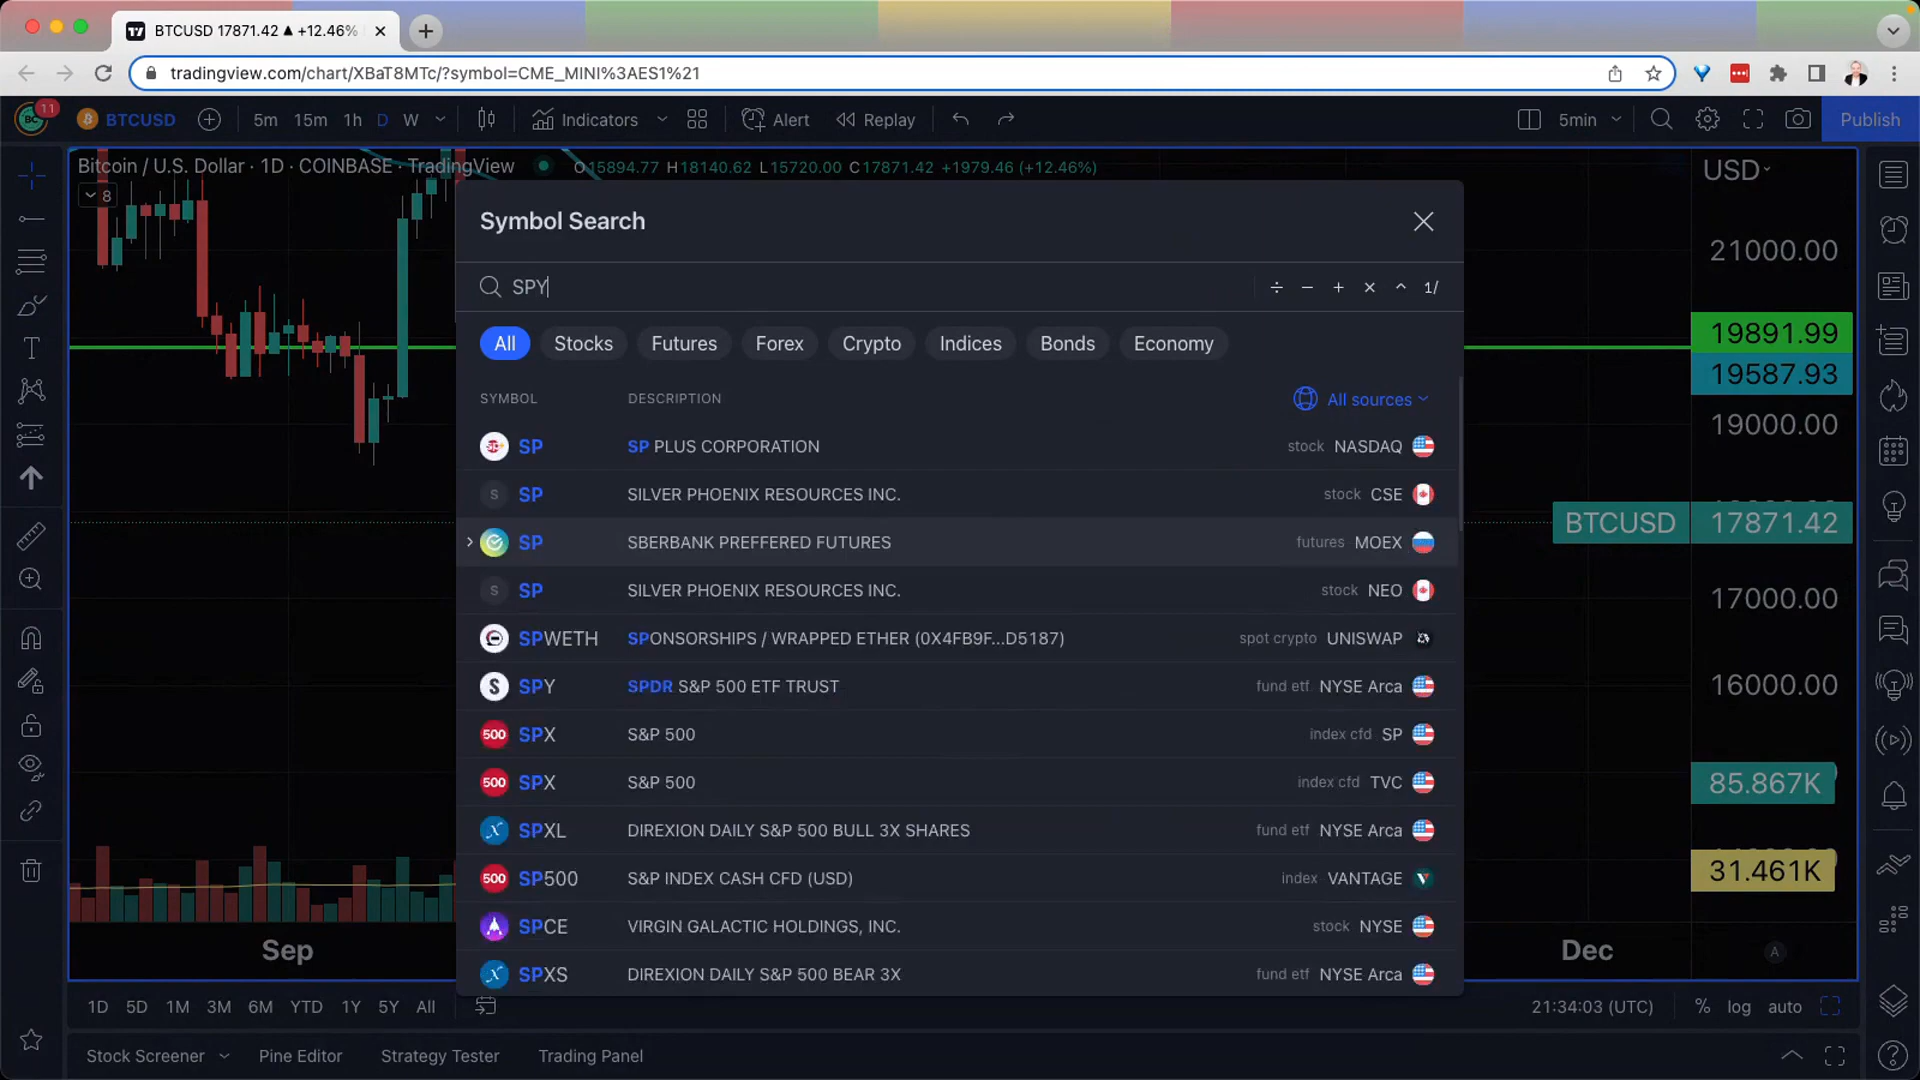 BTCUSD 17871.42 ▲ +12.46%
tradingview.com/chart/XBaT8MTc/?symbol=CME_MINI%3AES1%21
11
BTCUSD
5m 15m 1h D W
Indicators
Alert
Replay
5min
Publish
Bitcoin / U.S. Dollar · 1D · COINBASE · TradingView
O15894.77 H18140.62 L15720.00 C17871.42 +1979.46 (+12.46%)
8
USD
Symbol Search
SPY
÷ − + × ^ 1/
All Stocks Futures Forex Crypto Indices Bonds Economy
SYMBOL DESCRIPTION All sources
SP SP PLUS CORPORATION stock NASDAQ
S SP SILVER PHOENIX RESOURCES INC. stock CSE
SP SBERBANK PREFFERED FUTURES futures MOEX
S SP SILVER PHOENIX RESOURCES INC. stock NEO
SPWETH SPONSORSHIPS / WRAPPED ETHER (0X4FB9F...D5187) spot crypto UNISWAP
S SPY SPDR S&P 500 ETF TRUST fund etf NYSE Arca
500 SPX S&P 500 index cfd SP
500 SPX S&P 500 index cfd TVC
SPXL DIREXION DAILY S&P 500 BULL 3X SHARES fund etf NYSE Arca
500 SP500 S&P INDEX CASH CFD (USD) index VANTAGE
SPCE VIRGIN GALACTIC HOLDINGS, INC. stock NYSE
SPXS DIREXION DAILY S&P 500 BEAR 3X fund etf NYSE Arca
21000.00
19891.99
19587.93
19000.00
BTCUSD 17871.42
17000.00
16000.00
85.867K
31.461K
Sep Dec A
1D 5D 1M 3M 6M YTD 1Y 5Y All
21:34:03 (UTC) % log auto
Stock Screener Pine Editor Strategy Tester Trading Panel